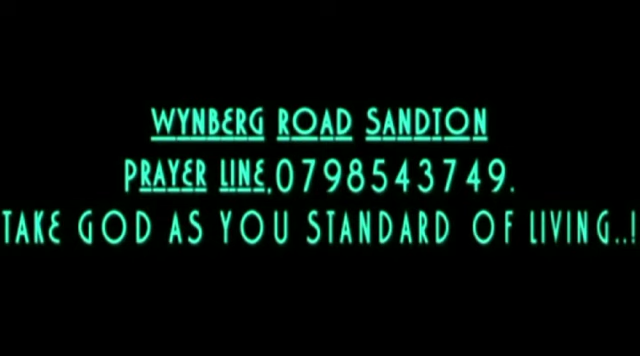 WYNBERG ROAD SANDTON
PRAYER LINE,0798543749.
TAKE GOD AS YOU STANDARD OF LIVING..!